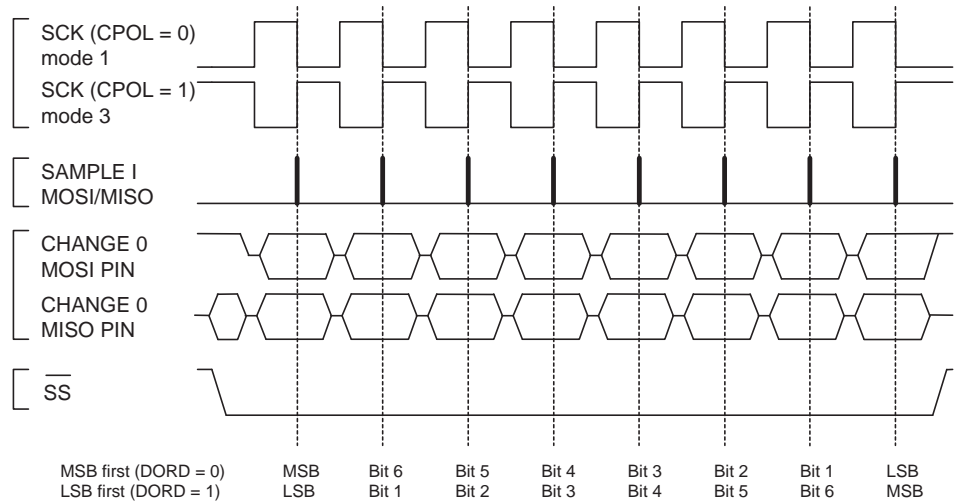 SCK (CPOL = 0)
mode 1
SCK (CPOL = 1)
mode 3
SAMPLE I
MOSI/MISO
CHANGE 0
MOSI PIN
CHANGE 0
MISO PIN
SS
MSB first (DORD = 0) MSB Bit 6 Bit 5 Bit 4 Bit 3 Bit 2 Bit 1 LSB
LSB first (DORD = 1) LSB Bit 1 Bit 2 Bit 3 Bit 4 Bit 5 Bit 6 MSB